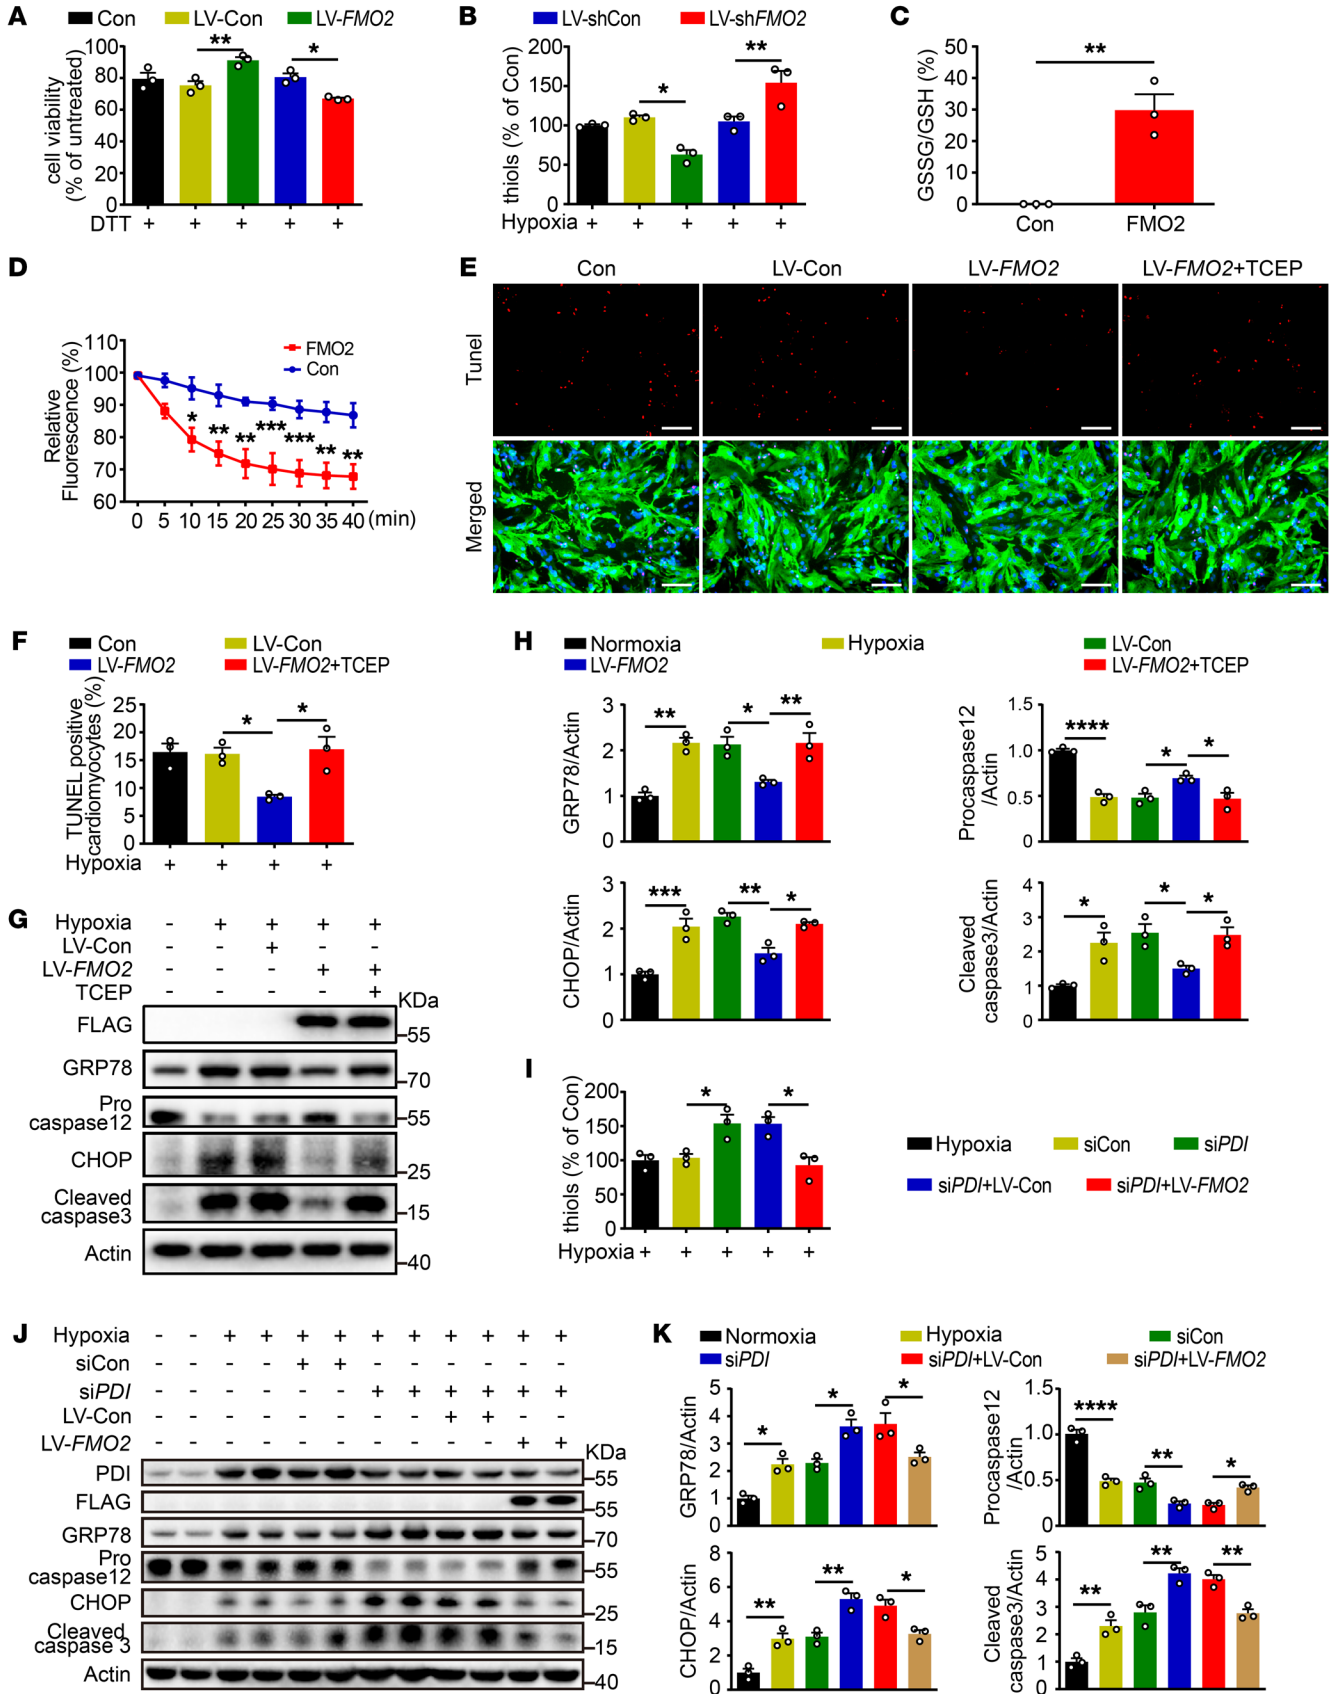 A
Con LV-Con LV-FMO2
cell viability
(% of untreated)
100
80
60
40
20
0
** *
DTT + + + + +
B
LV-shCon LV-shFMO2
thiols (% of Con)
200
150
100
50
0
* **
Hypoxia + + + + +
C
GSSG/GSH (%)
50
40
30
20
10
0
**
Con FMO2
D
Relative
Fluorescence (%)
110
100
90
80
70
60
FMO2
Con
* ** ** *** *** ** **
0 5 10 15 20 25 30 35 40 (min)
E
Con LV-Con LV-FMO2 LV-FMO2+TCEP
Tunel
Merged
F
Con LV-Con
LV-FMO2 LV-FMO2+TCEP
TUNEL positive
cardiomyocytes (%)
25
20
15
10
5
0
* *
Hypoxia + + + +
G
Hypoxia - + + + +
LV-Con - - + - -
LV-FMO2 - - - + +
TCEP - - - - +
KDa
FLAG
55
GRP78
70
Pro
caspase12
55
CHOP
25
Cleaved
caspase3
15
Actin
40
H
Normoxia Hypoxia LV-Con
LV-FMO2 LV-FMO2+TCEP
GRP78/Actin
3
2
1
0
** * **
Procaspase12
/Actin
1.5
1.0
0.5
0
**** * *
CHOP/Actin
3
2
1
0
*** ** *
Cleaved
caspase3/Actin
4
3
2
1
0
* * *
I
thiols (% of Con)
200
150
100
50
0
* *
Hypoxia + + + + +
Hypoxia siCon siPDI
siPDI+LV-Con siPDI+LV-FMO2
J
Hypoxia - - + + + + + + + + + +
siCon - - - - + + - - - - - -
siPDI - - - - - - + + + + + +
LV-Con - - - - - - - - + + - -
LV-FMO2 - - - - - - - - - - + +
KDa
PDI
55
FLAG
55
GRP78
70
Pro
caspase12
55
CHOP
25
Cleaved
caspase 3
15
Actin
40
K
Normoxia Hypoxia siCon
siPDI siPDI+LV-Con siPDI+LV-FMO2
GRP78/Actin
5
4
3
2
1
0
* * *
Procaspase12
/Actin
1.5
1.0
0.5
0
**** ** *
CHOP/Actin
8
6
4
2
0
** ** *
Cleaved
caspase3/Actin
5
4
3
2
1
0
** ** **